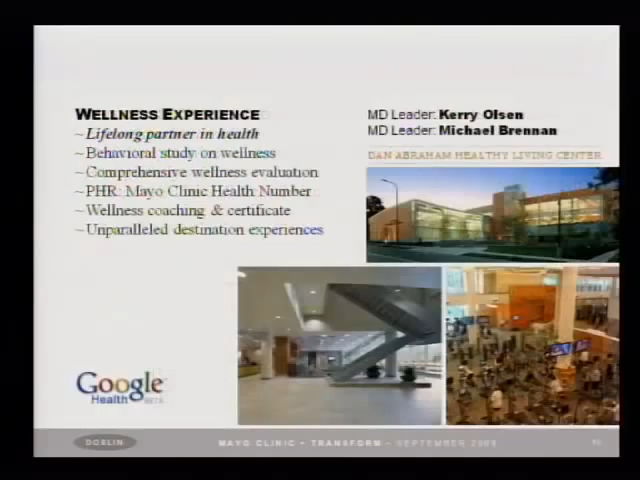 WELLNESS EXPERIENCE
~Lifelong partner in health
~Behavioral study on wellness
~Comprehensive wellness evaluation
~PHR: Mayo Clinic Health Number
~Wellness coaching & certificate
~Unparalleled destination experiences
MD Leader: Kerry Olsen
MD Leader: Michael Brennan
DAN ABRAHAM HEALTHY LIVING CENTER
Google
Health BETA
DOBLIN
MAYO CLINIC • TRANSFORM • SEPTEMBER